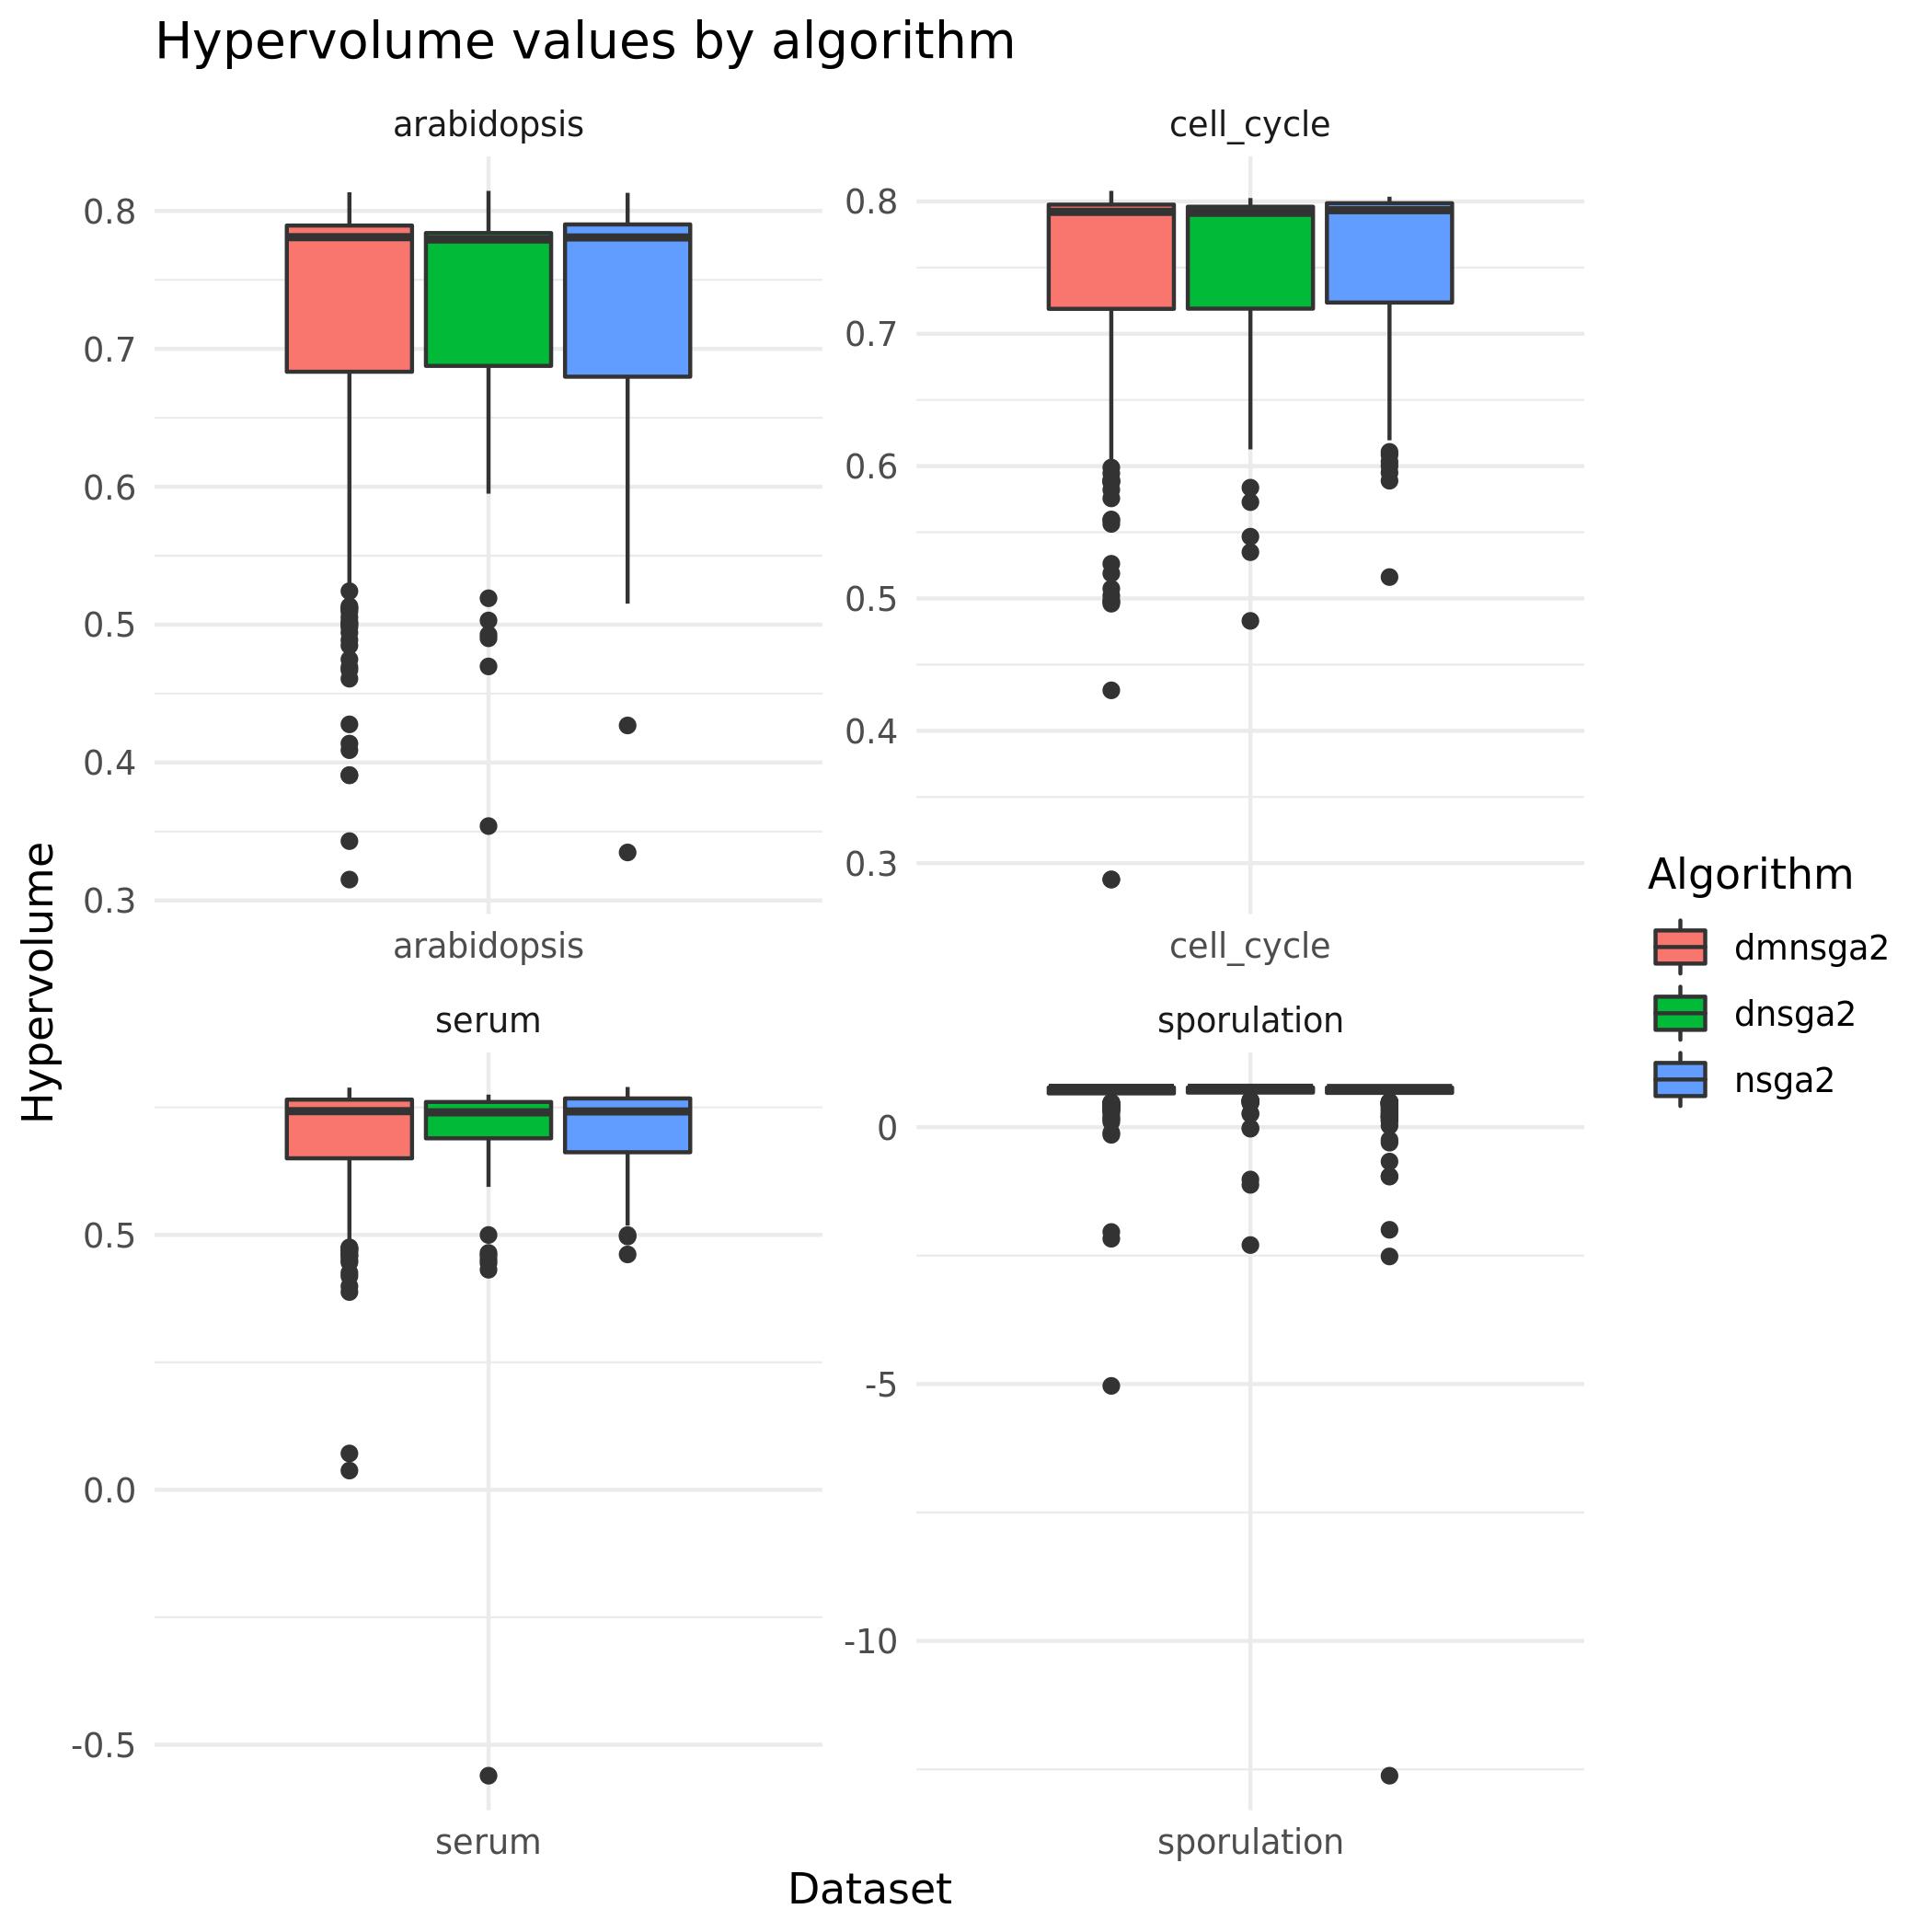 Hypervolume values by algorithm
arabidopsis
0.8
0.7
0.6
0.5
0.4
0.3
arabidopsis
cell_cycle
0.8
0.7
0.6
0.5
0.4
0.3
cell_cycle
serum
0.5
0.0
-0.5
serum
sporulation
0
-5
-10
sporulation
Hypervolume
Dataset
Algorithm
dmnsga2
dnsga2
nsga2